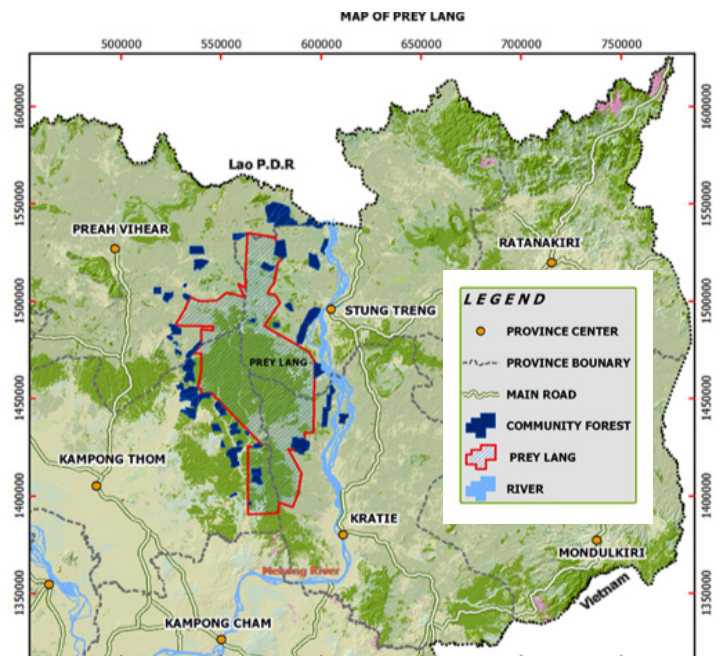 MAP OF PREY LANG
500000 550000 600000 650000 700000 750000
1600000
Lao P.D.R
1550000
PREAH VIHEAR
RATANAKIRI
1500000
STUNG TRENG
PREY LANG
1450000
KAMPONG THOM
1400000
KRATIE
MONDULKIRI
Mekong River
Vietnam
1350000
KAMPONG CHAM
LEGEND
PROVINCE CENTER
PROVINCE BOUNARY
MAIN ROAD
COMMUNITY FOREST
PREY LANG
RIVER